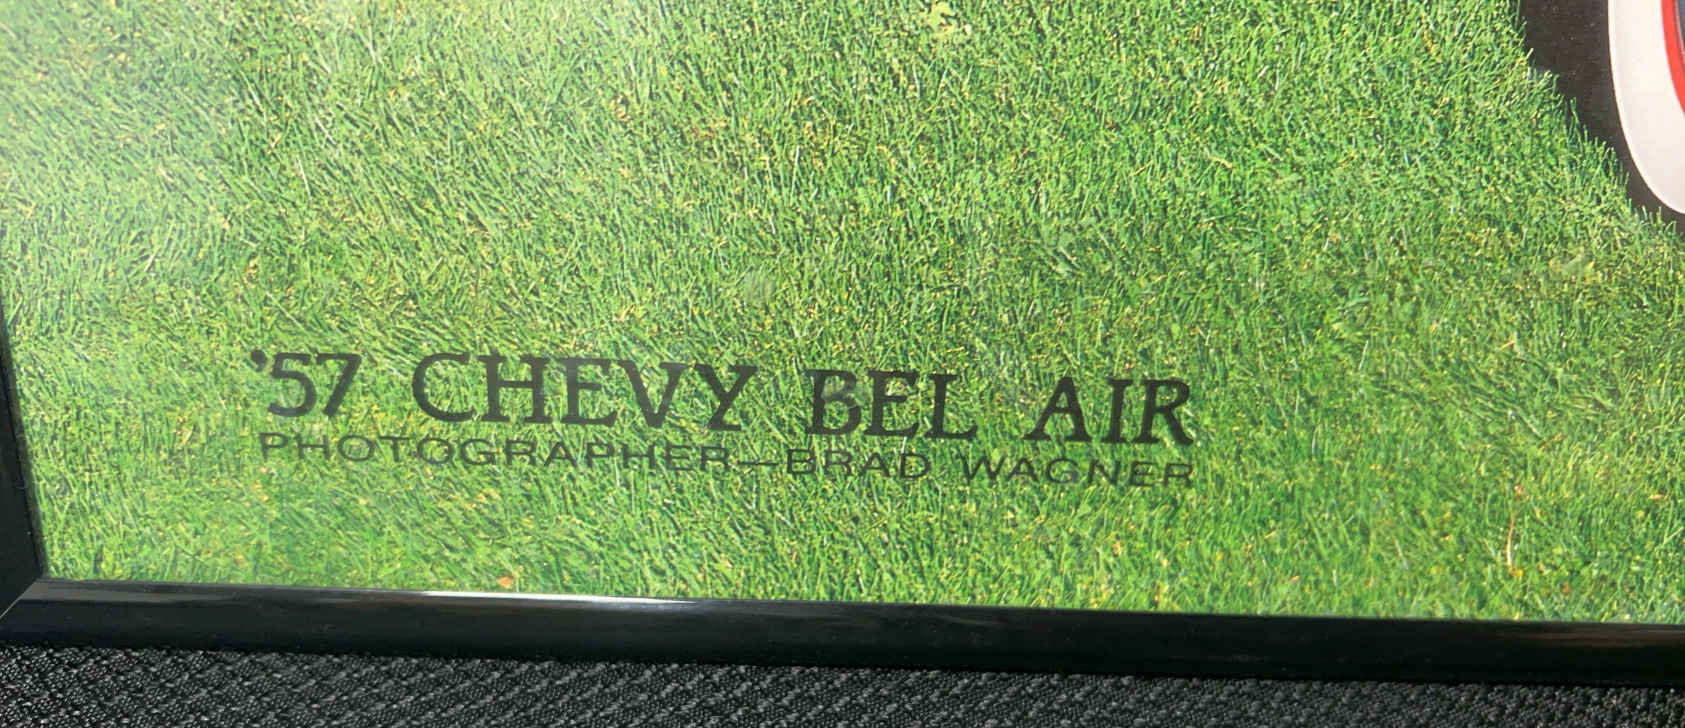 '57 CHEVY BEL AIR
PHOTOGRAPHER—BRAD WAGNER